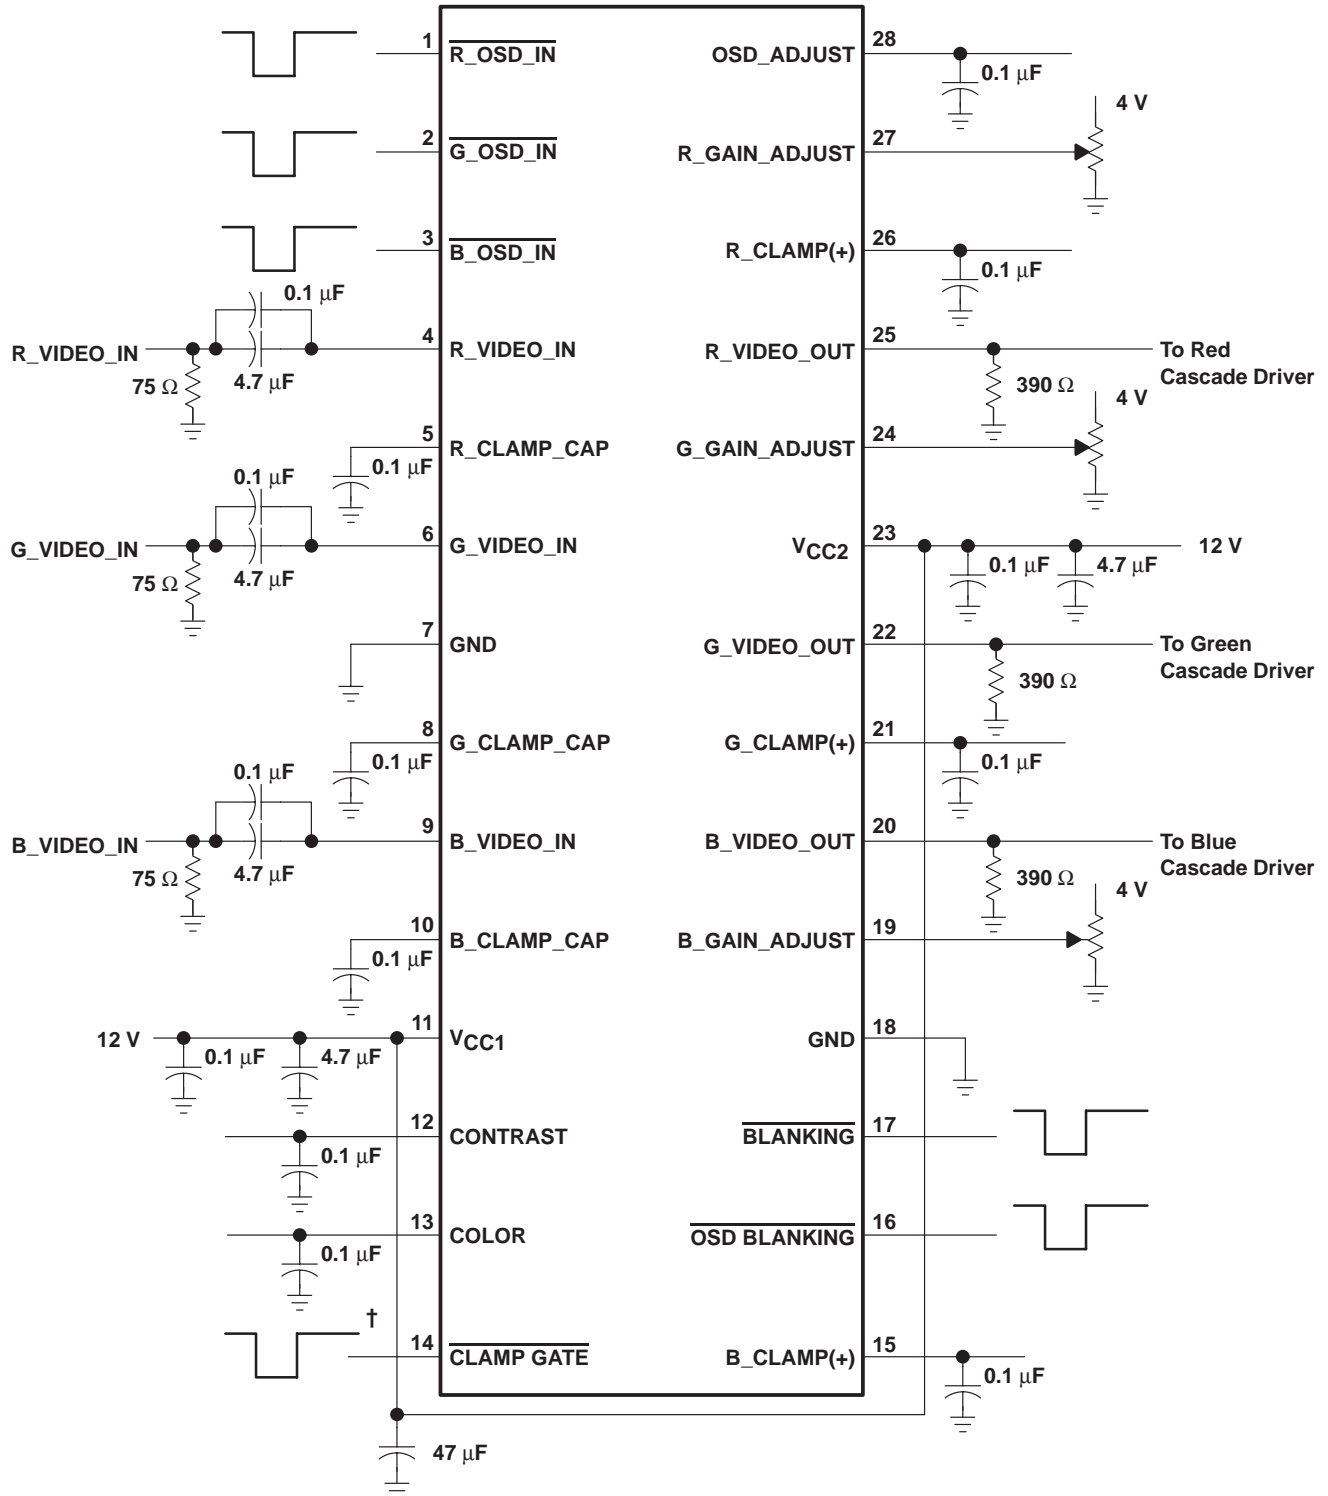 1
R_OSD_IN
OSD_ADJUST
28
0.1 μF
4 V
2
G_OSD_IN
R_GAIN_ADJUST
27
3
B_OSD_IN
R_CLAMP(+)
26
0.1 μF
0.1 μF
R_VIDEO_IN
75 Ω
4.7 μF
4
R_VIDEO_IN
R_VIDEO_OUT
25
390 Ω
To Red
Cascade Driver
4 V
5
R_CLAMP_CAP
0.1 μF
G_GAIN_ADJUST
24
0.1 μF
G_VIDEO_IN
75 Ω
4.7 μF
6
G_VIDEO_IN
VCC2
23
0.1 μF
4.7 μF
12 V
7
GND
G_VIDEO_OUT
22
390 Ω
To Green
Cascade Driver
8
G_CLAMP_CAP
0.1 μF
G_CLAMP(+)
21
0.1 μF
0.1 μF
B_VIDEO_IN
75 Ω
4.7 μF
9
B_VIDEO_IN
B_VIDEO_OUT
20
390 Ω
To Blue
Cascade Driver
4 V
10
B_CLAMP_CAP
0.1 μF
B_GAIN_ADJUST
19
12 V
0.1 μF
4.7 μF
11
VCC1
GND
18
12
CONTRAST
0.1 μF
BLANKING
17
13
COLOR
0.1 μF
OSD BLANKING
16
†
14
CLAMP GATE
B_CLAMP(+)
15
0.1 μF
47 μF